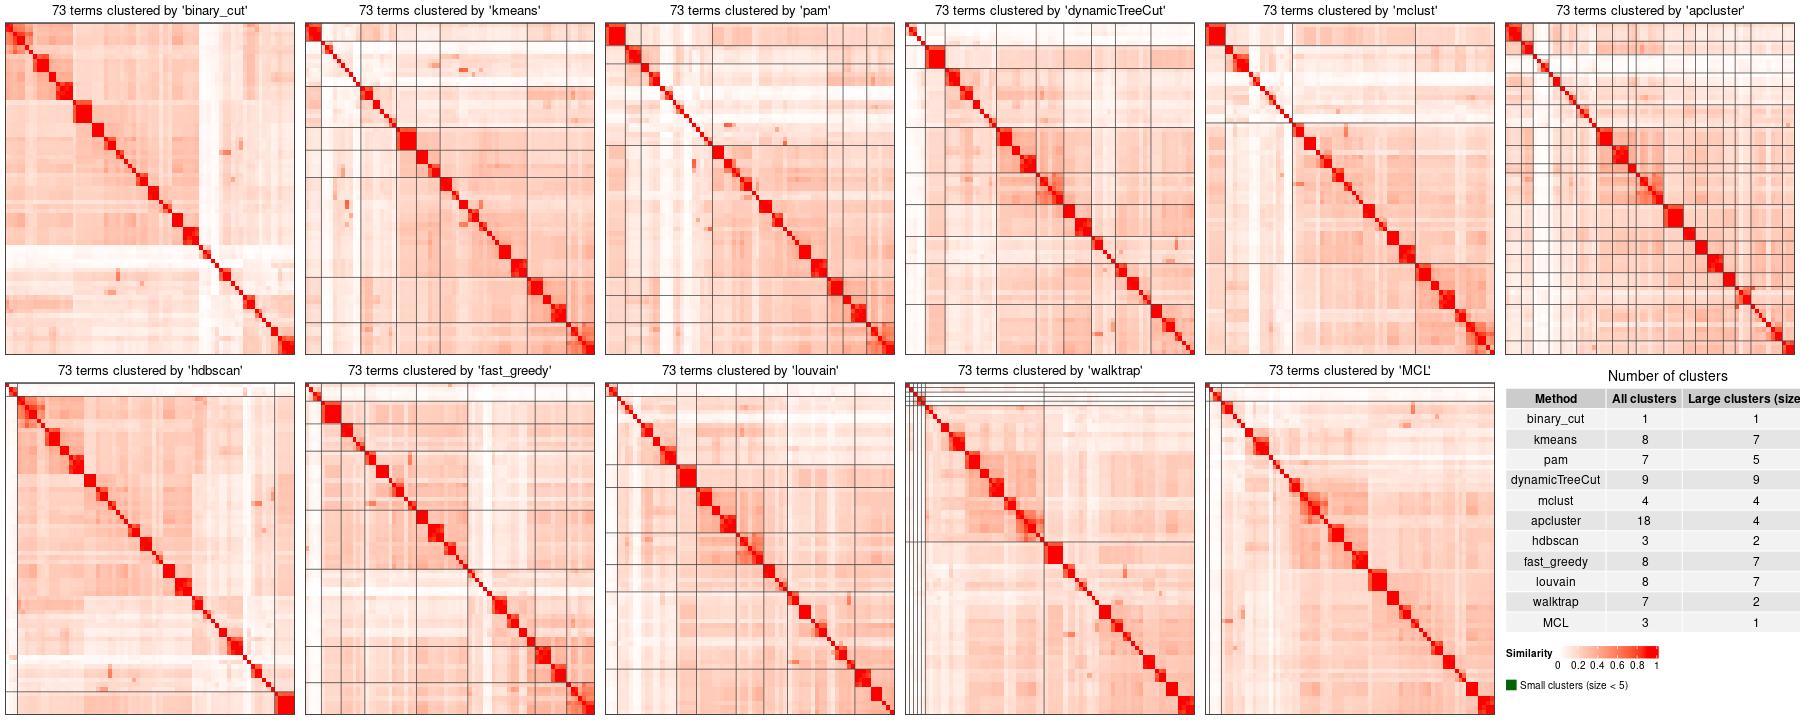 73 terms clustered by 'binary_cut'
73 terms clustered by 'kmeans'
73 terms clustered by 'pam'
73 terms clustered by 'dynamicTreeCut'
73 terms clustered by 'mclust'
73 terms clustered by 'apcluster'
73 terms clustered by 'hdbscan'
73 terms clustered by 'fast_greedy'
73 terms clustered by 'louvain'
73 terms clustered by 'walktrap'
73 terms clustered by 'MCL'
Number of clusters
Method All clusters Large clusters (size
binary_cut 1 1
kmeans 8 7
pam 7 5
dynamicTreeCut 9 9
mclust 4 4
apcluster 18 4
hdbscan 3 2
fast_greedy 8 7
louvain 8 7
walktrap 7 2
MCL 3 1
Similarity
0 0.2 0.4 0.6 0.8 1
Small clusters (size < 5)